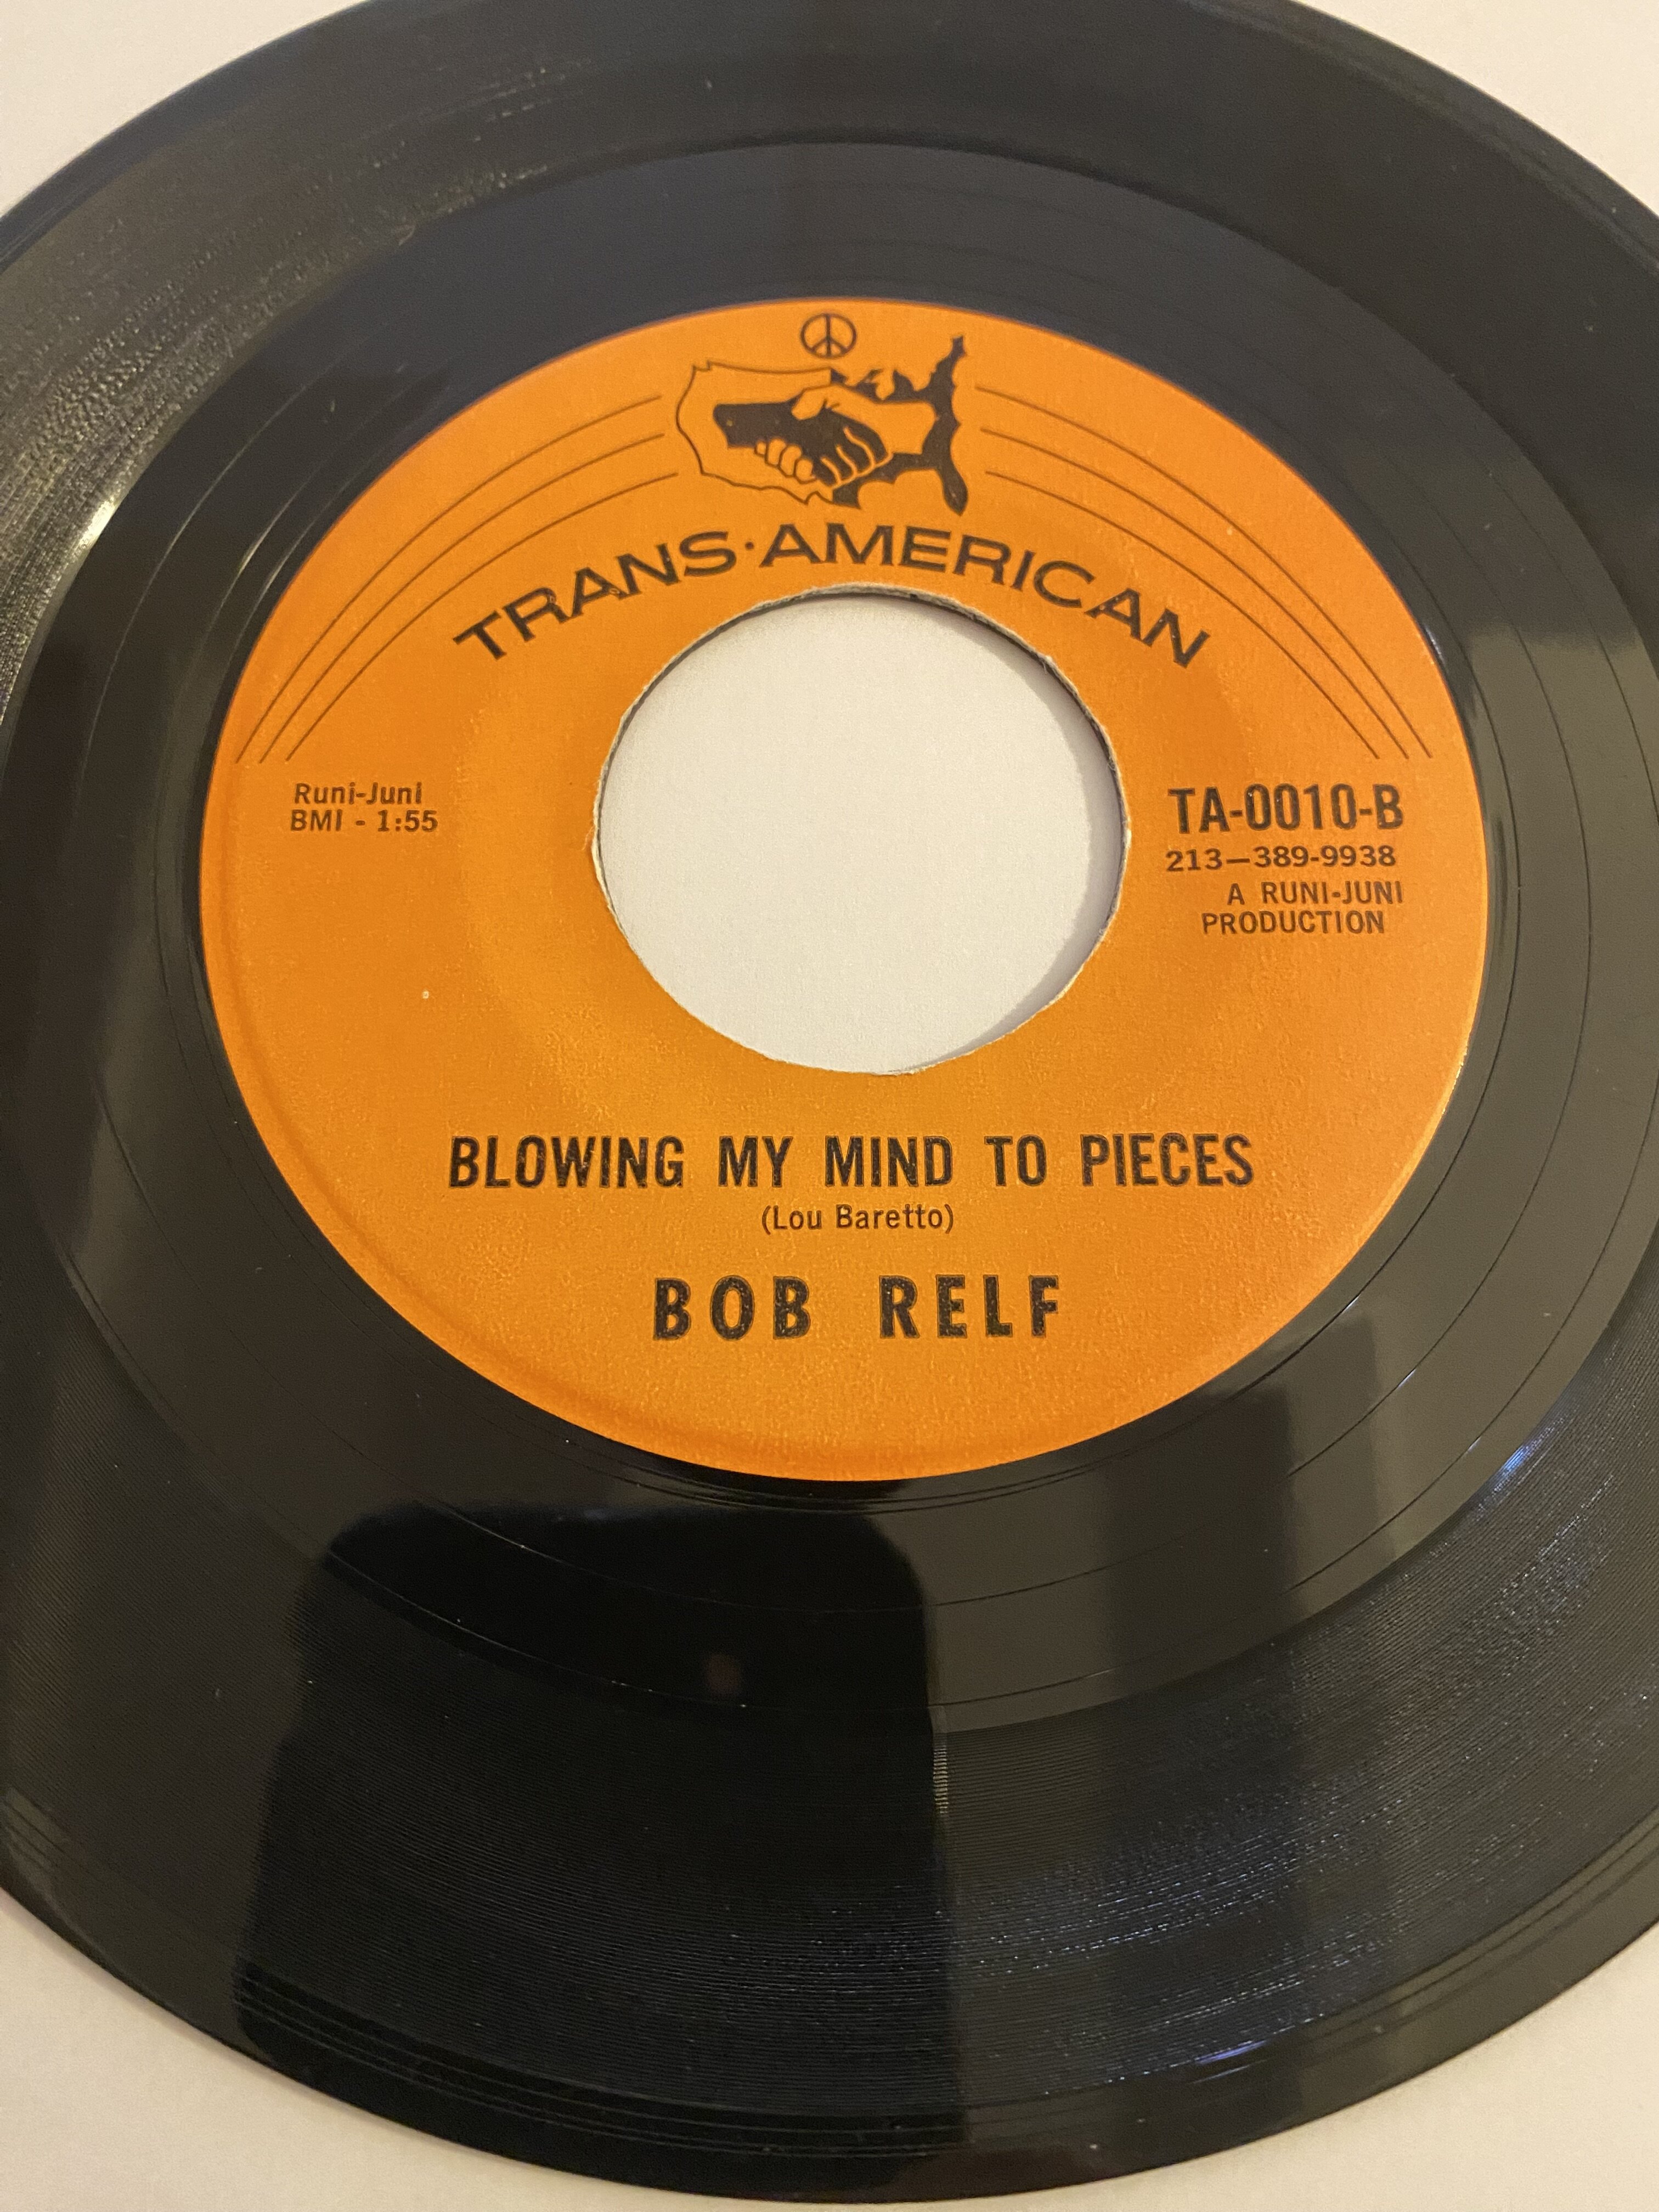 TRANS·AMERICAN
Runi-Juni
BMI - 1:55
TA-0010-B
213—389-9938
A RUNI-JUNI
PRODUCTION
BLOWING MY MIND TO PIECES
(Lou Baretto)
BOB RELF